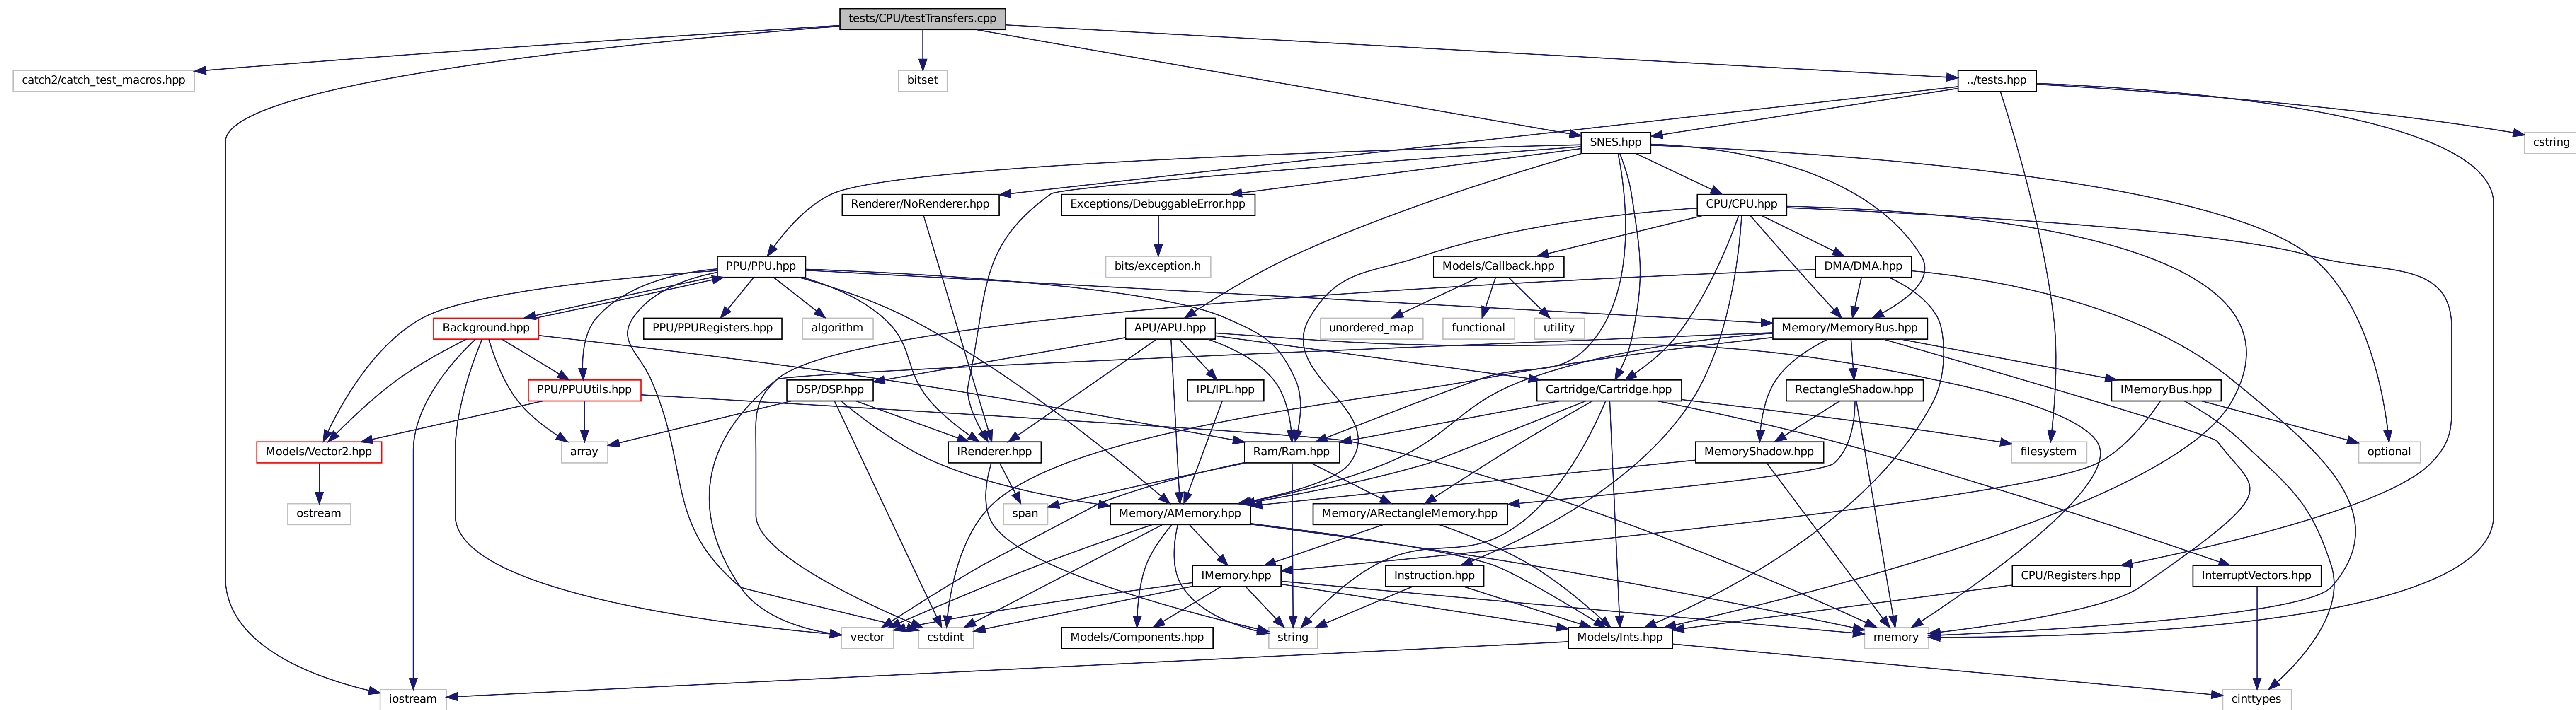 tests/CPU/testTransfers.cpp
catch2/catch_test_macros.hpp
bitset
../tests.hpp
SNES.hpp
cstring
Renderer/NoRenderer.hpp
Exceptions/DebuggableError.hpp
CPU/CPU.hpp
PPU/PPU.hpp
bits/exception.h
Models/Callback.hpp
DMA/DMA.hpp
Background.hpp
PPU/PPURegisters.hpp
algorithm
APU/APU.hpp
unordered_map
functional
utility
Memory/MemoryBus.hpp
PPU/PPUUtils.hpp
DSP/DSP.hpp
IPL/IPL.hpp
Cartridge/Cartridge.hpp
RectangleShadow.hpp
IMemoryBus.hpp
Models/Vector2.hpp
array
IRenderer.hpp
Ram/Ram.hpp
MemoryShadow.hpp
filesystem
optional
ostream
span
Memory/AMemory.hpp
Memory/ARectangleMemory.hpp
IMemory.hpp
Instruction.hpp
CPU/Registers.hpp
InterruptVectors.hpp
vector
cstdint
Models/Components.hpp
string
Models/Ints.hpp
memory
iostream
cinttypes